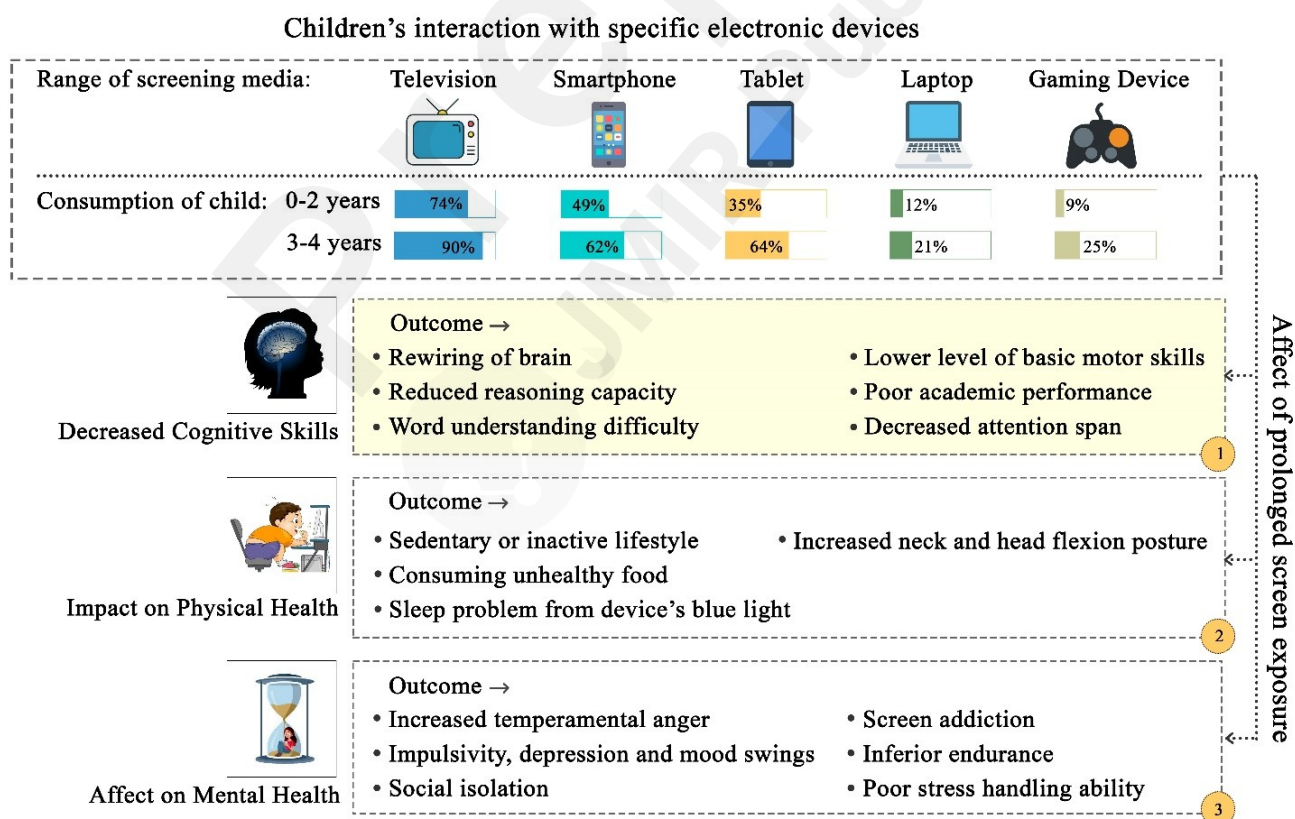 Children's interaction with specific electronic devices
Range of screening media: Television Smartphone Tablet Laptop Gaming Device
Consumption of child: 0-2 years 74% 49% 35% 12% 9%
3-4 years 90% 62% 64% 21% 25%
Outcome →
• Rewiring of brain
• Reduced reasoning capacity
• Word understanding difficulty
• Lower level of basic motor skills
• Poor academic performance
• Decreased attention span
Decreased Cognitive Skills
1
Outcome →
• Sedentary or inactive lifestyle
• Consuming unhealthy food
• Sleep problem from device's blue light
• Increased neck and head flexion posture
Impact on Physical Health
2
Outcome →
• Increased temperamental anger
• Impulsivity, depression and mood swings
• Social isolation
• Screen addiction
• Inferior endurance
• Poor stress handling ability
Affect on Mental Health
3
Affect of prolonged screen exposure